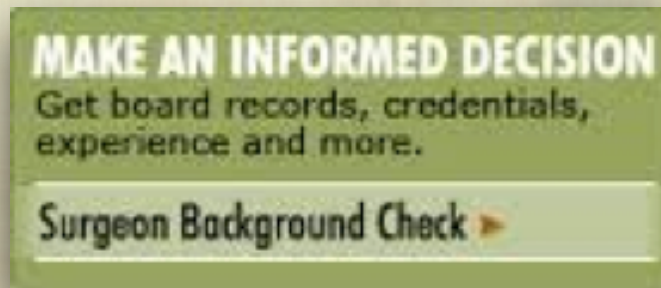 MAKE AN INFORMED DECISION
Get board records, credentials,
experience and more.
Surgeon Background Check ►